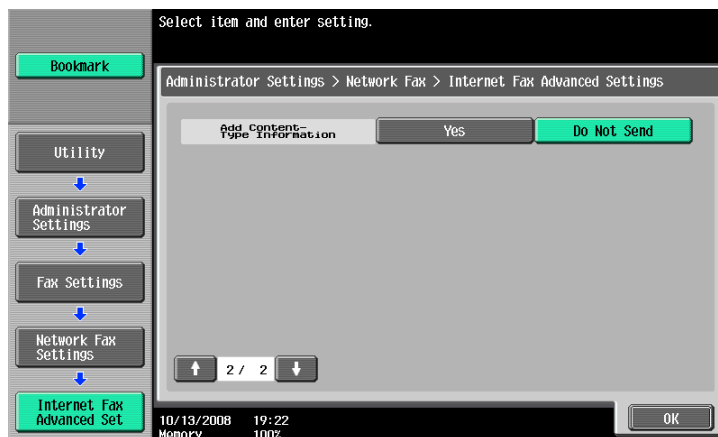 Select item and enter setting.
Bookmark
Administrator Settings > Network Fax > Internet Fax Advanced Settings
Add Content-
Type Information
Yes
Do Not Send
Utility
Administrator
Settings
Fax Settings
Network Fax
Settings
Internet Fax
Advanced Set
2/ 2
10/13/2008 19:22
Memory 100%
OK